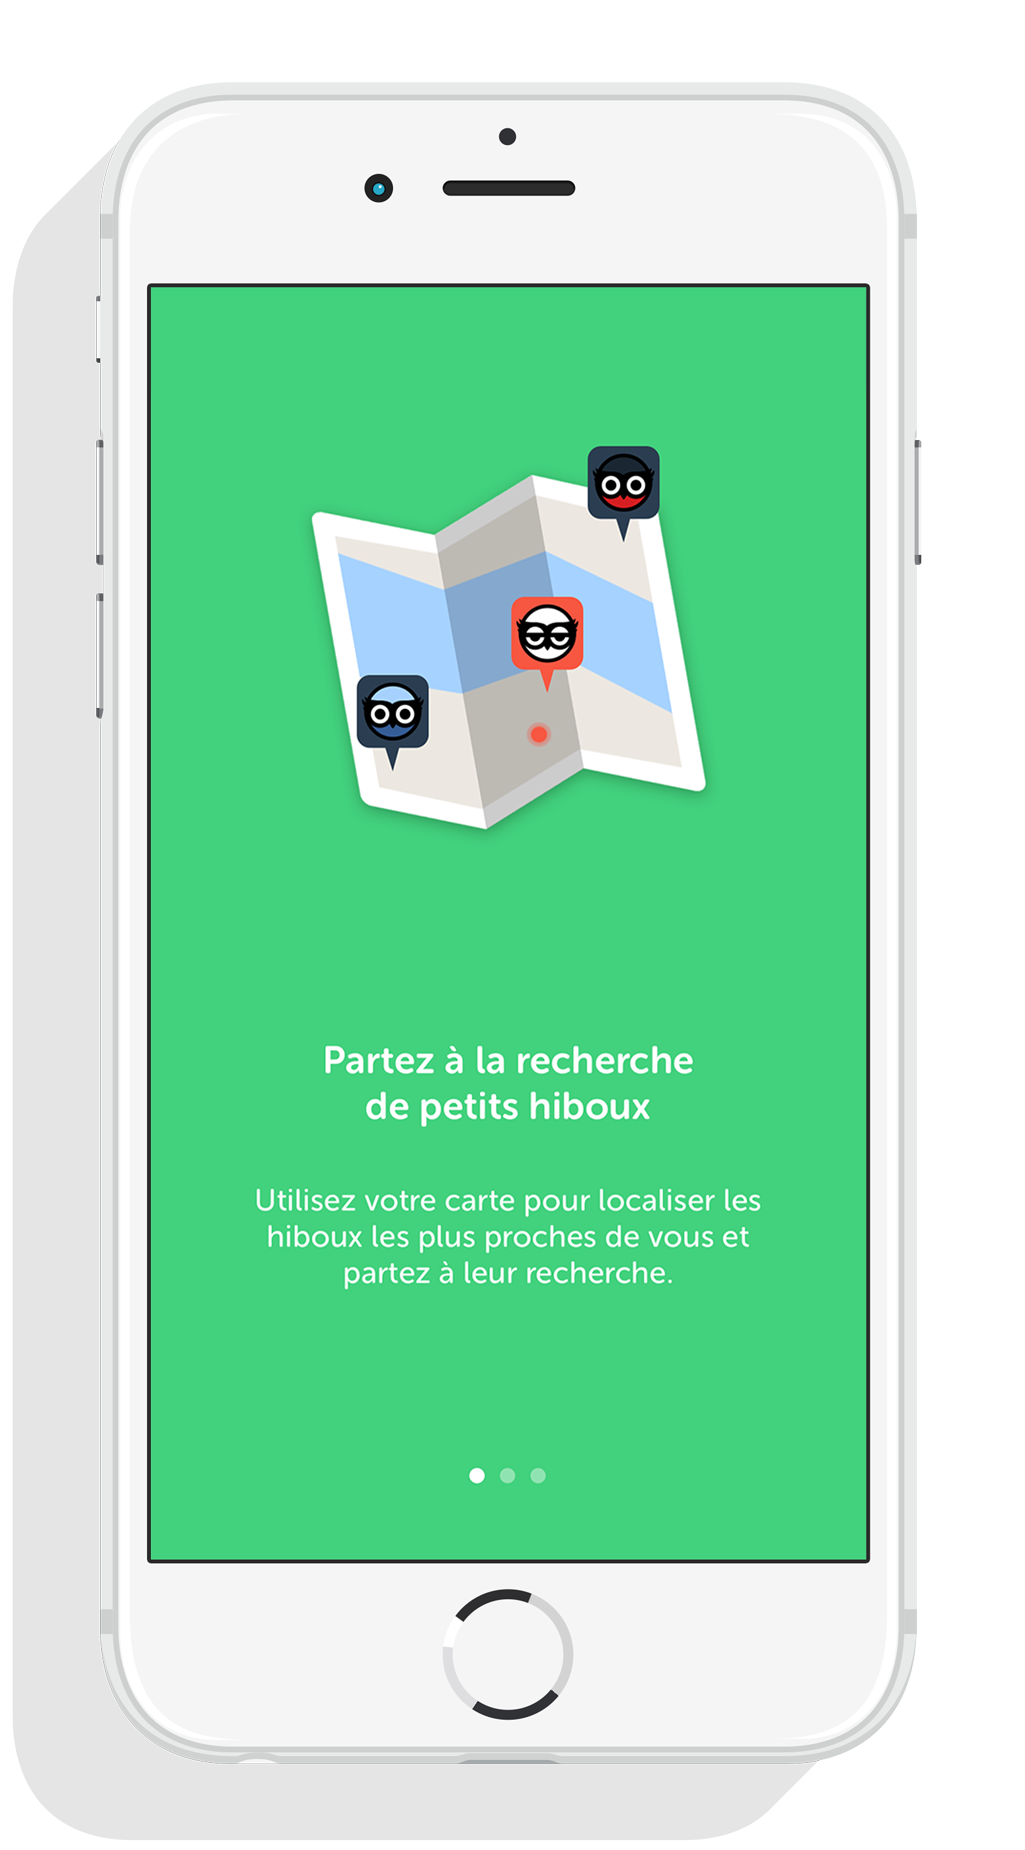 Partez à la recherche
de petits hiboux
Utilisez votre carte pour localiser les
hiboux les plus proches de vous et
partez à leur recherche.